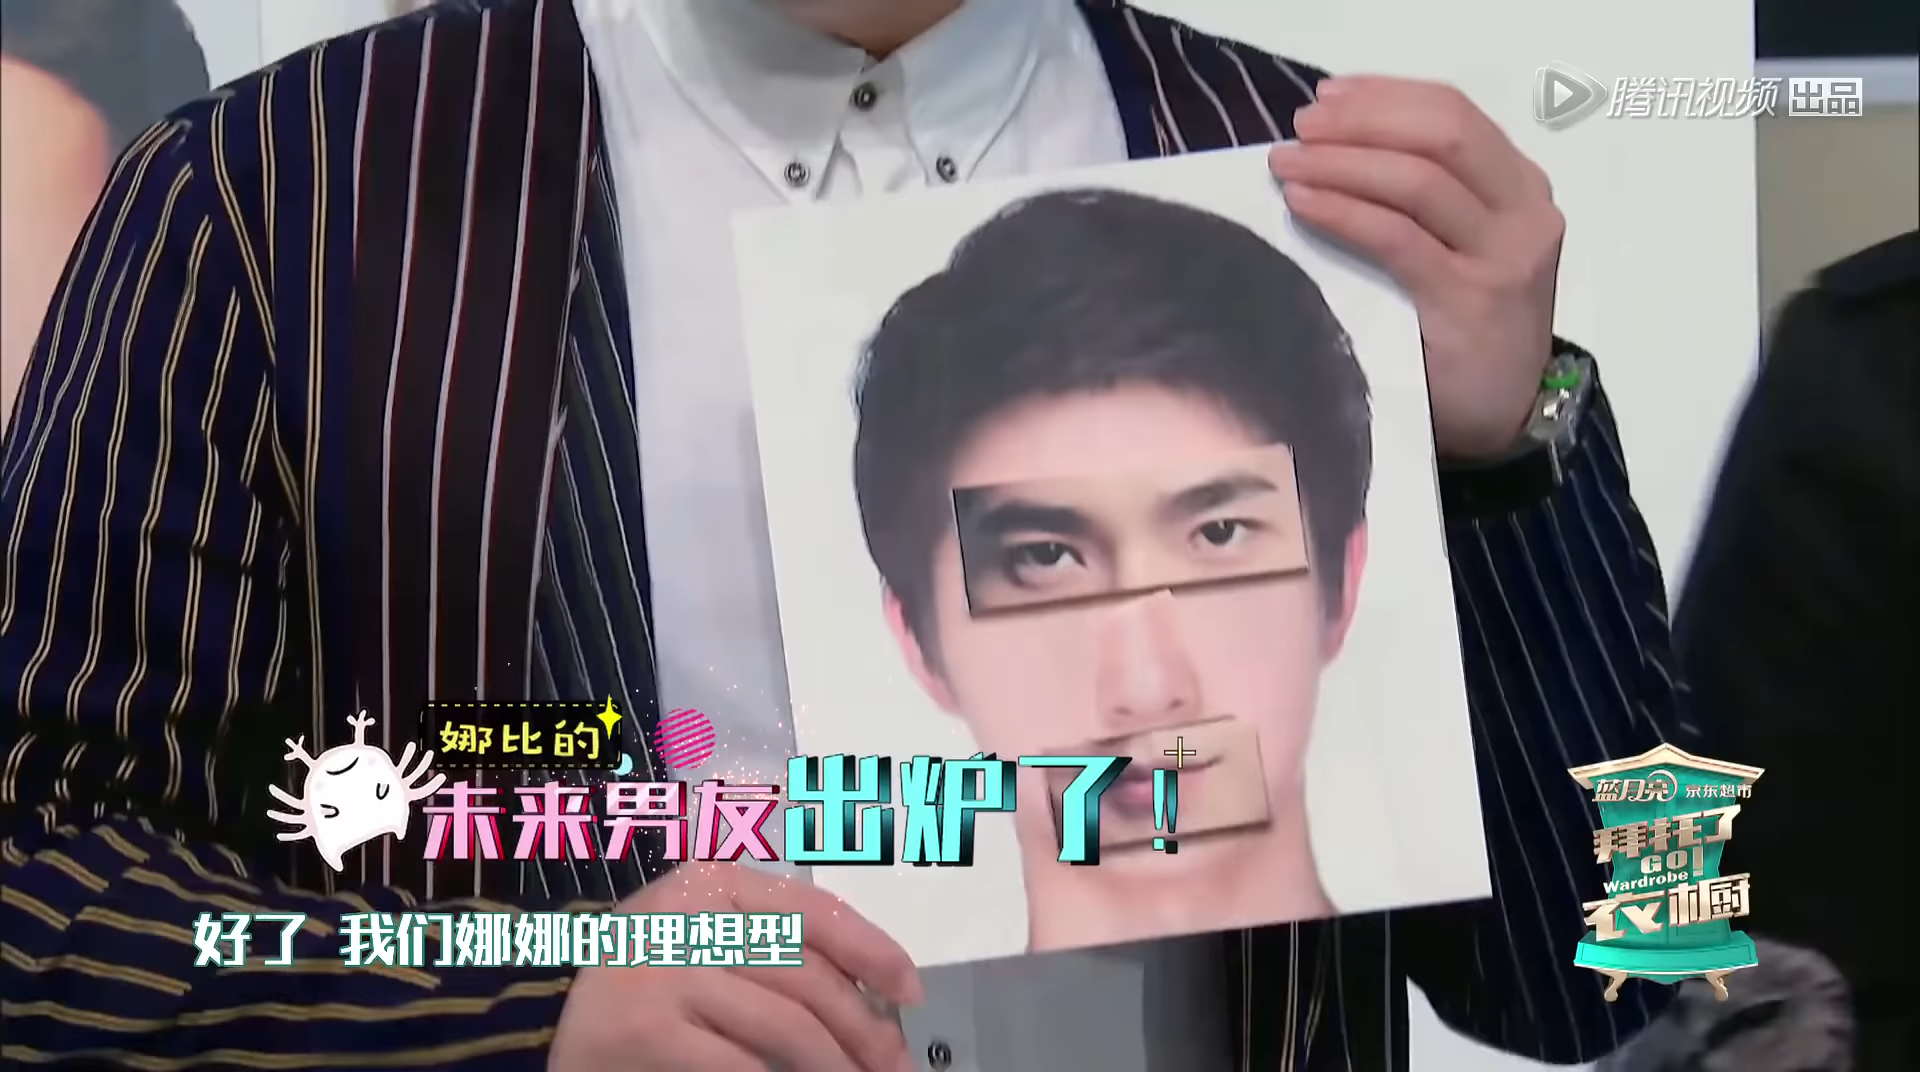 腾讯视频 出品
娜比的
未来男友出炉了!
好了 我们娜娜的理想型
蓝月亮 京东超市
拜托了
GO!
Wardrobe
衣橱